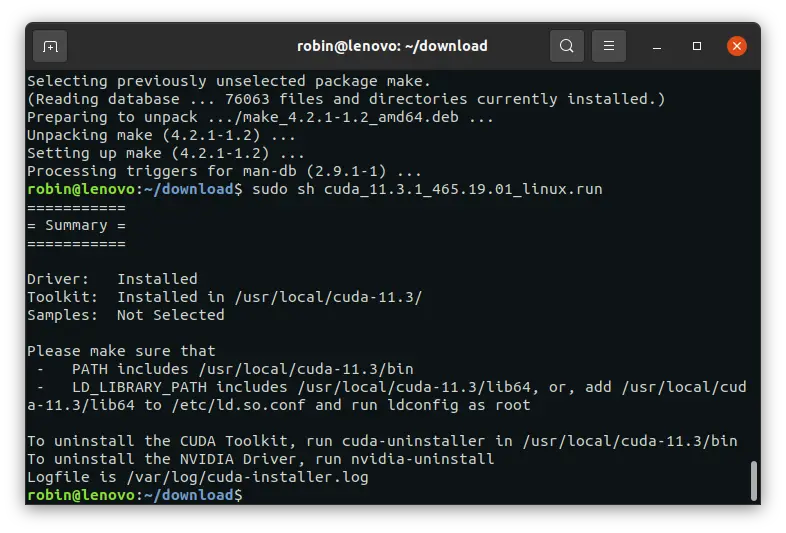 robin@lenovo: ~/download
Selecting previously unselected package make.
(Reading database ... 76063 files and directories currently installed.)
Preparing to unpack .../make_4.2.1-1.2_amd64.deb ...
Unpacking make (4.2.1-1.2) ...
Setting up make (4.2.1-1.2) ...
Processing triggers for man-db (2.9.1-1) ...
robin@lenovo:~/download$ sudo sh cuda_11.3.1_465.19.01_linux.run
===========
= Summary =
===========
Driver:   Installed
Toolkit:  Installed in /usr/local/cuda-11.3/
Samples:  Not Selected
Please make sure that
 -   PATH includes /usr/local/cuda-11.3/bin
 -   LD_LIBRARY_PATH includes /usr/local/cuda-11.3/lib64, or, add /usr/local/cud
a-11.3/lib64 to /etc/ld.so.conf and run ldconfig as root
To uninstall the CUDA Toolkit, run cuda-uninstaller in /usr/local/cuda-11.3/bin
To uninstall the NVIDIA Driver, run nvidia-uninstall
Logfile is /var/log/cuda-installer.log
robin@lenovo:~/download$